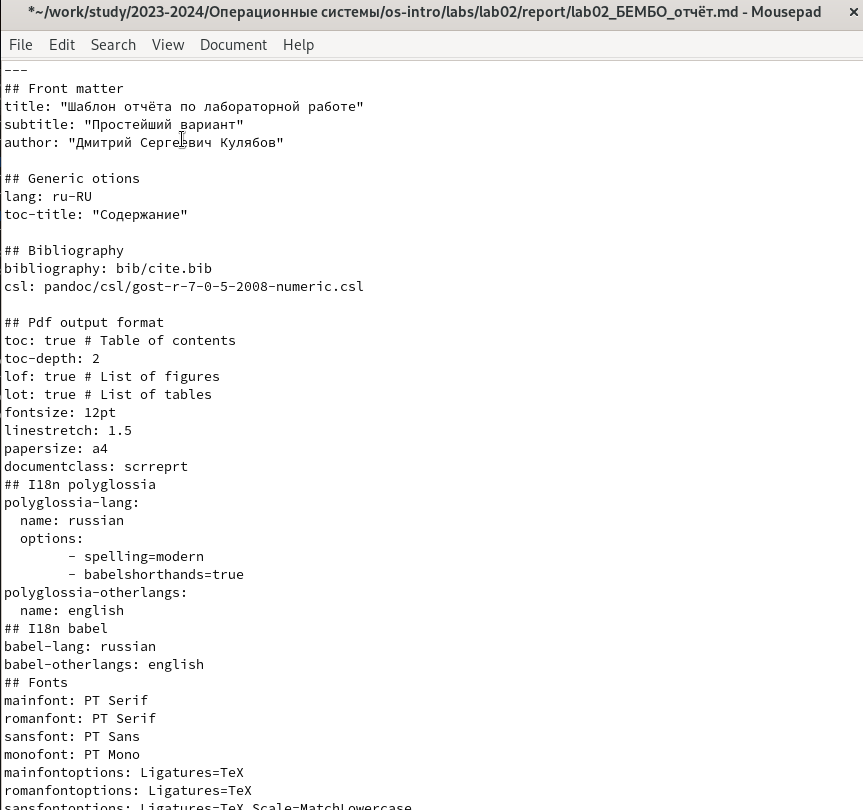 *~/work/study/2023-2024/Операционные системы/os-intro/labs/lab02/report/lab02_БЕМБО_отчёт.md - Mousepad
File Edit Search View Document Help
---
## Front matter
title: "Шаблон отчёта по лабораторной работе"
subtitle: "Простейший вариант"
author: "Дмитрий Сергеевич Кулябов"
## Generic otions
lang: ru-RU
toc-title: "Содержание"
## Bibliography
bibliography: bib/cite.bib
csl: pandoc/csl/gost-r-7-0-5-2008-numeric.csl
## Pdf output format
toc: true # Table of contents
toc-depth: 2
lof: true # List of figures
lot: true # List of tables
fontsize: 12pt
linestretch: 1.5
papersize: a4
documentclass: scrreprt
## I18n polyglossia
polyglossia-lang:
name: russian
options:
- spelling=modern
- babelshorthands=true
polyglossia-otherlangs:
name: english
## I18n babel
babel-lang: russian
babel-otherlangs: english
## Fonts
mainfont: PT Serif
romanfont: PT Serif
sansfont: PT Sans
monofont: PT Mono
mainfontoptions: Ligatures=TeX
romanfontoptions: Ligatures=TeX
sansfontoptions: Ligatures=TeX,Scale=MatchLowercase